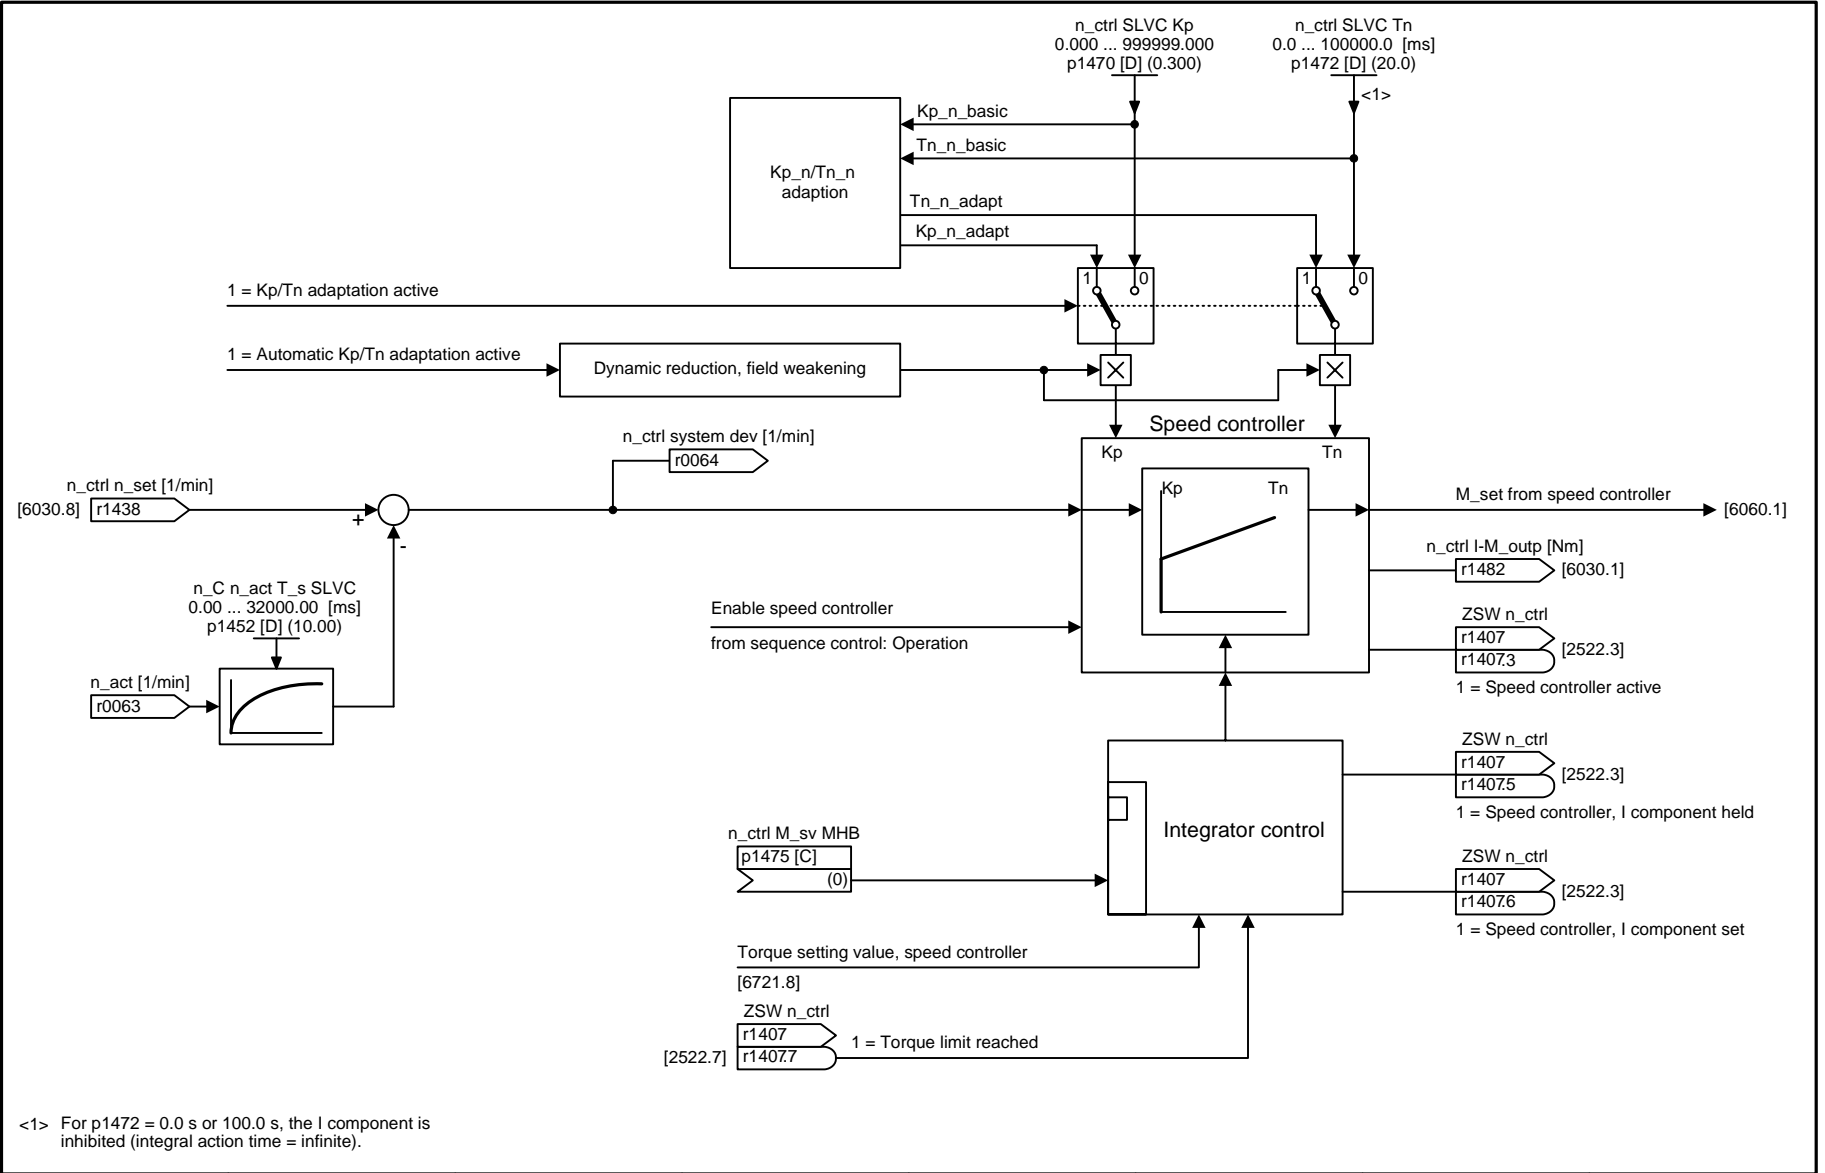 n_ctrl SLVC Kp
0.000 ... 999999.000
p1470 [D] (0.300)
n_ctrl SLVC Tn
0.0 ... 100000.0 [ms]
p1472 [D] (20.0)
<1>
Kp_n_basic
Tn_n_basic
Kp_n/Tn_n
adaption
Tn_n_adapt
Kp_n_adapt
1 0
1 0
1 = Kp/Tn adaptation active
1 = Automatic Kp/Tn adaptation active
Dynamic reduction, field weakening
Speed controller
Kp Tn
n_ctrl system dev [1/min]
r0064
n_ctrl n_set [1/min]
[6030.8] r1438
+
-
Kp Tn
M_set from speed controller
[6060.1]
n_ctrl I-M_outp [Nm]
r1482 [6030.1]
n_C n_act T_s SLVC
0.00 ... 32000.00 [ms]
p1452 [D] (10.00)
Enable speed controller
from sequence control: Operation
ZSW n_ctrl
r1407
r1407.3
[2522.3]
1 = Speed controller active
n_act [1/min]
r0063
ZSW n_ctrl
r1407
r1407.5
[2522.3]
1 = Speed controller, I component held
n_ctrl M_sv MHB
p1475 [C]
(0)
Integrator control
ZSW n_ctrl
r1407
r1407.6
[2522.3]
1 = Speed controller, I component set
Torque setting value, speed controller
[6721.8]
ZSW n_ctrl
r1407
[2522.7] r1407.7
1 = Torque limit reached
<1> For p1472 = 0.0 s or 100.0 s, the I component is
inhibited (integral action time = infinite).